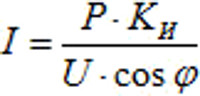 I = P · K_И / U · cos φ